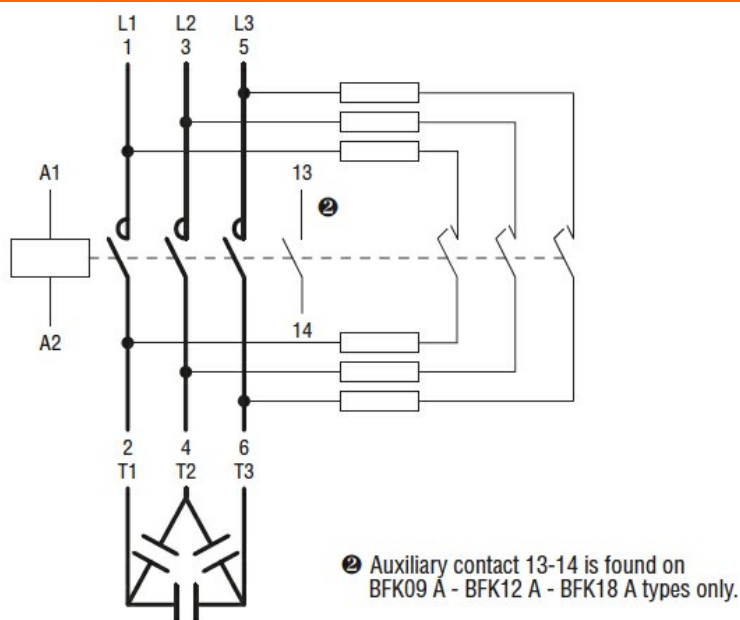 L1 L2 L3
1 3 5
A1 13
❷
14
A2
2 4 6
T1 T2 T3
❷ Auxiliary contact 13-14 is found on
BFK09 A - BFK12 A - BFK18 A types only.